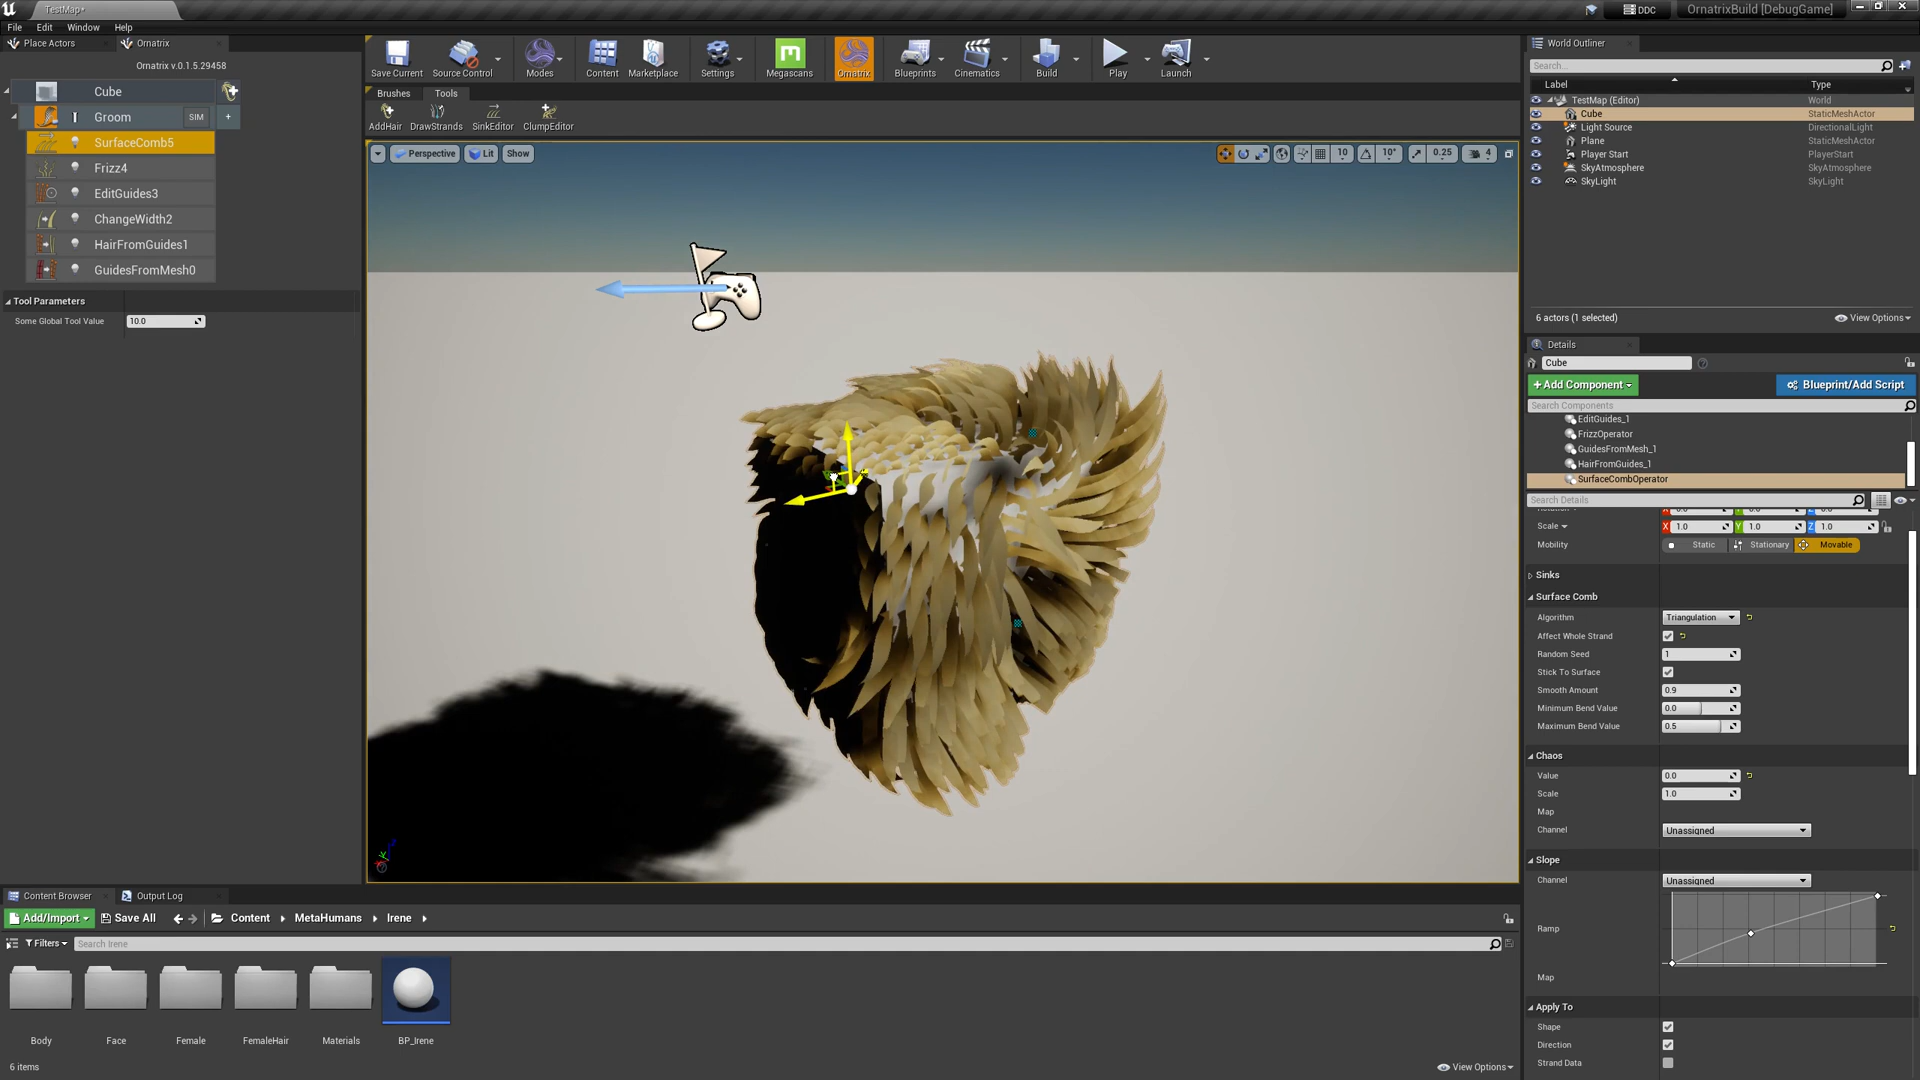 TestMap*
DDC
OrnatrixBuild [DebugGame]
File Edit Window Help
Place Actors
Ornatrix
Ornatrix v.0.1.5.29458
Cube
Groom
SIM
+
SurfaceComb5
Frizz4
EditGuides3
ChangeWidth2
HairFromGuides1
GuidesFromMesh0
Tool Parameters
Some Global Tool Value
10.0
Save Current
Source Control
Modes
Content
Marketplace
Settings
Megascans
Ornatrix
Blueprints
Cinematics
Build
Play
Launch
Brushes
Tools
AddHair
DrawStrands
SinkEditor
ClumpEditor
Perspective
Lit
Show
10
10°
0.25
4
World Outliner
Search...
Label
Type
TestMap (Editor) World
Cube StaticMeshActor
Light Source DirectionalLight
Plane StaticMeshActor
Player Start PlayerStart
SkyAtmosphere SkyAtmosphere
SkyLight SkyLight
6 actors (1 selected)
View Options
Details
Cube
+Add Component
Blueprint/Add Script
Search Components
EditGuides_1
FrizzOperator
GuidesFromMesh_1
HairFromGuides_1
SurfaceCombOperator
Search Details
Scale X 1.0 Y 1.0 Z 1.0
Mobility Static Stationary Movable
Sinks
Surface Comb
Algorithm Triangulation
Affect Whole Strand
Random Seed 1
Stick To Surface
Smooth Amount 0.9
Minimum Bend Value 0.0
Maximum Bend Value 0.5
Chaos
Value 0.0
Scale 1.0
Map
Channel Unassigned
Slope
Channel Unassigned
Ramp
Map
Apply To
Shape
Direction
Strand Data
Content Browser
Output Log
Add/Import
Save All
Content
MetaHumans
Irene
Filters
Search Irene
Body
Face
Female
FemaleHair
Materials
BP_Irene
6 items
View Options